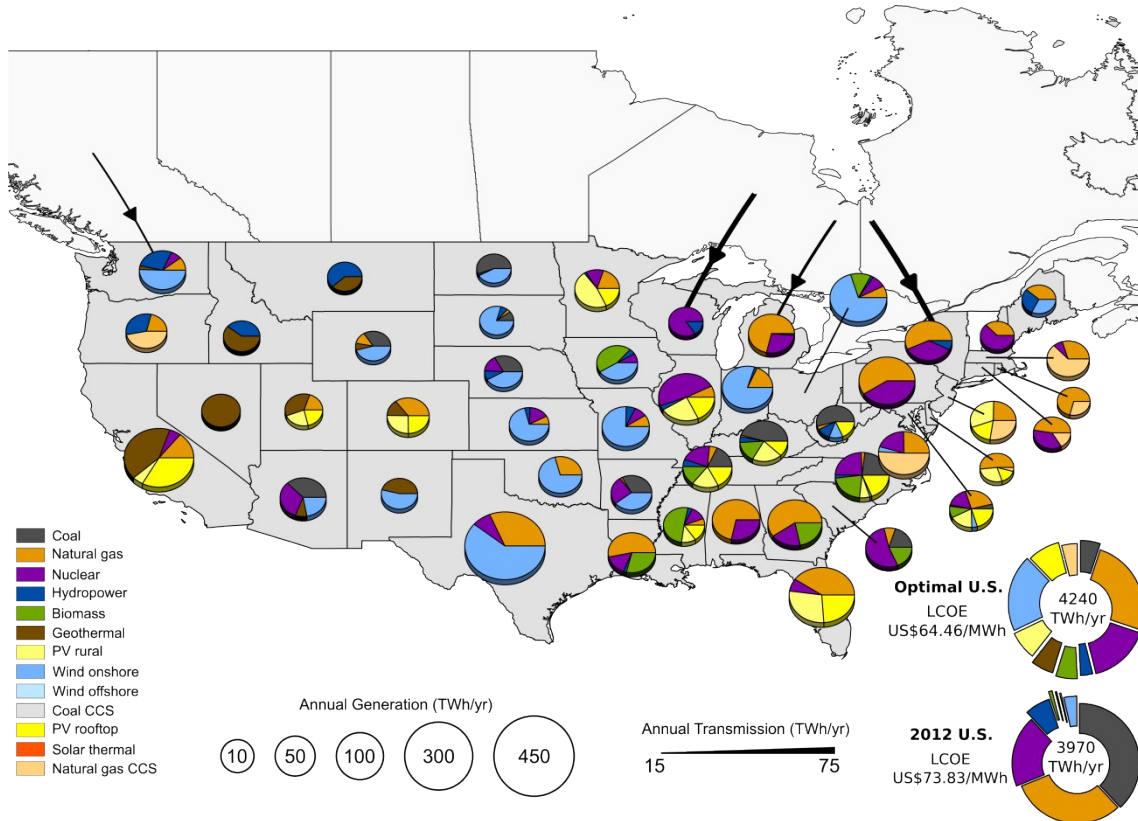 Coal
Natural gas
Nuclear
Hydropower
Biomass
Geothermal
PV rural
Wind onshore
Wind offshore
Coal CCS
PV rooftop
Solar thermal
Natural gas CCS
Annual Generation (TWh/yr)
10
50
100
300
450
Annual Transmission (TWh/yr)
15
75
Optimal U.S.
LCOE
US$64.46/MWh
4240
TWh/yr
2012 U.S.
LCOE
US$73.83/MWh
3970
TWh/yr